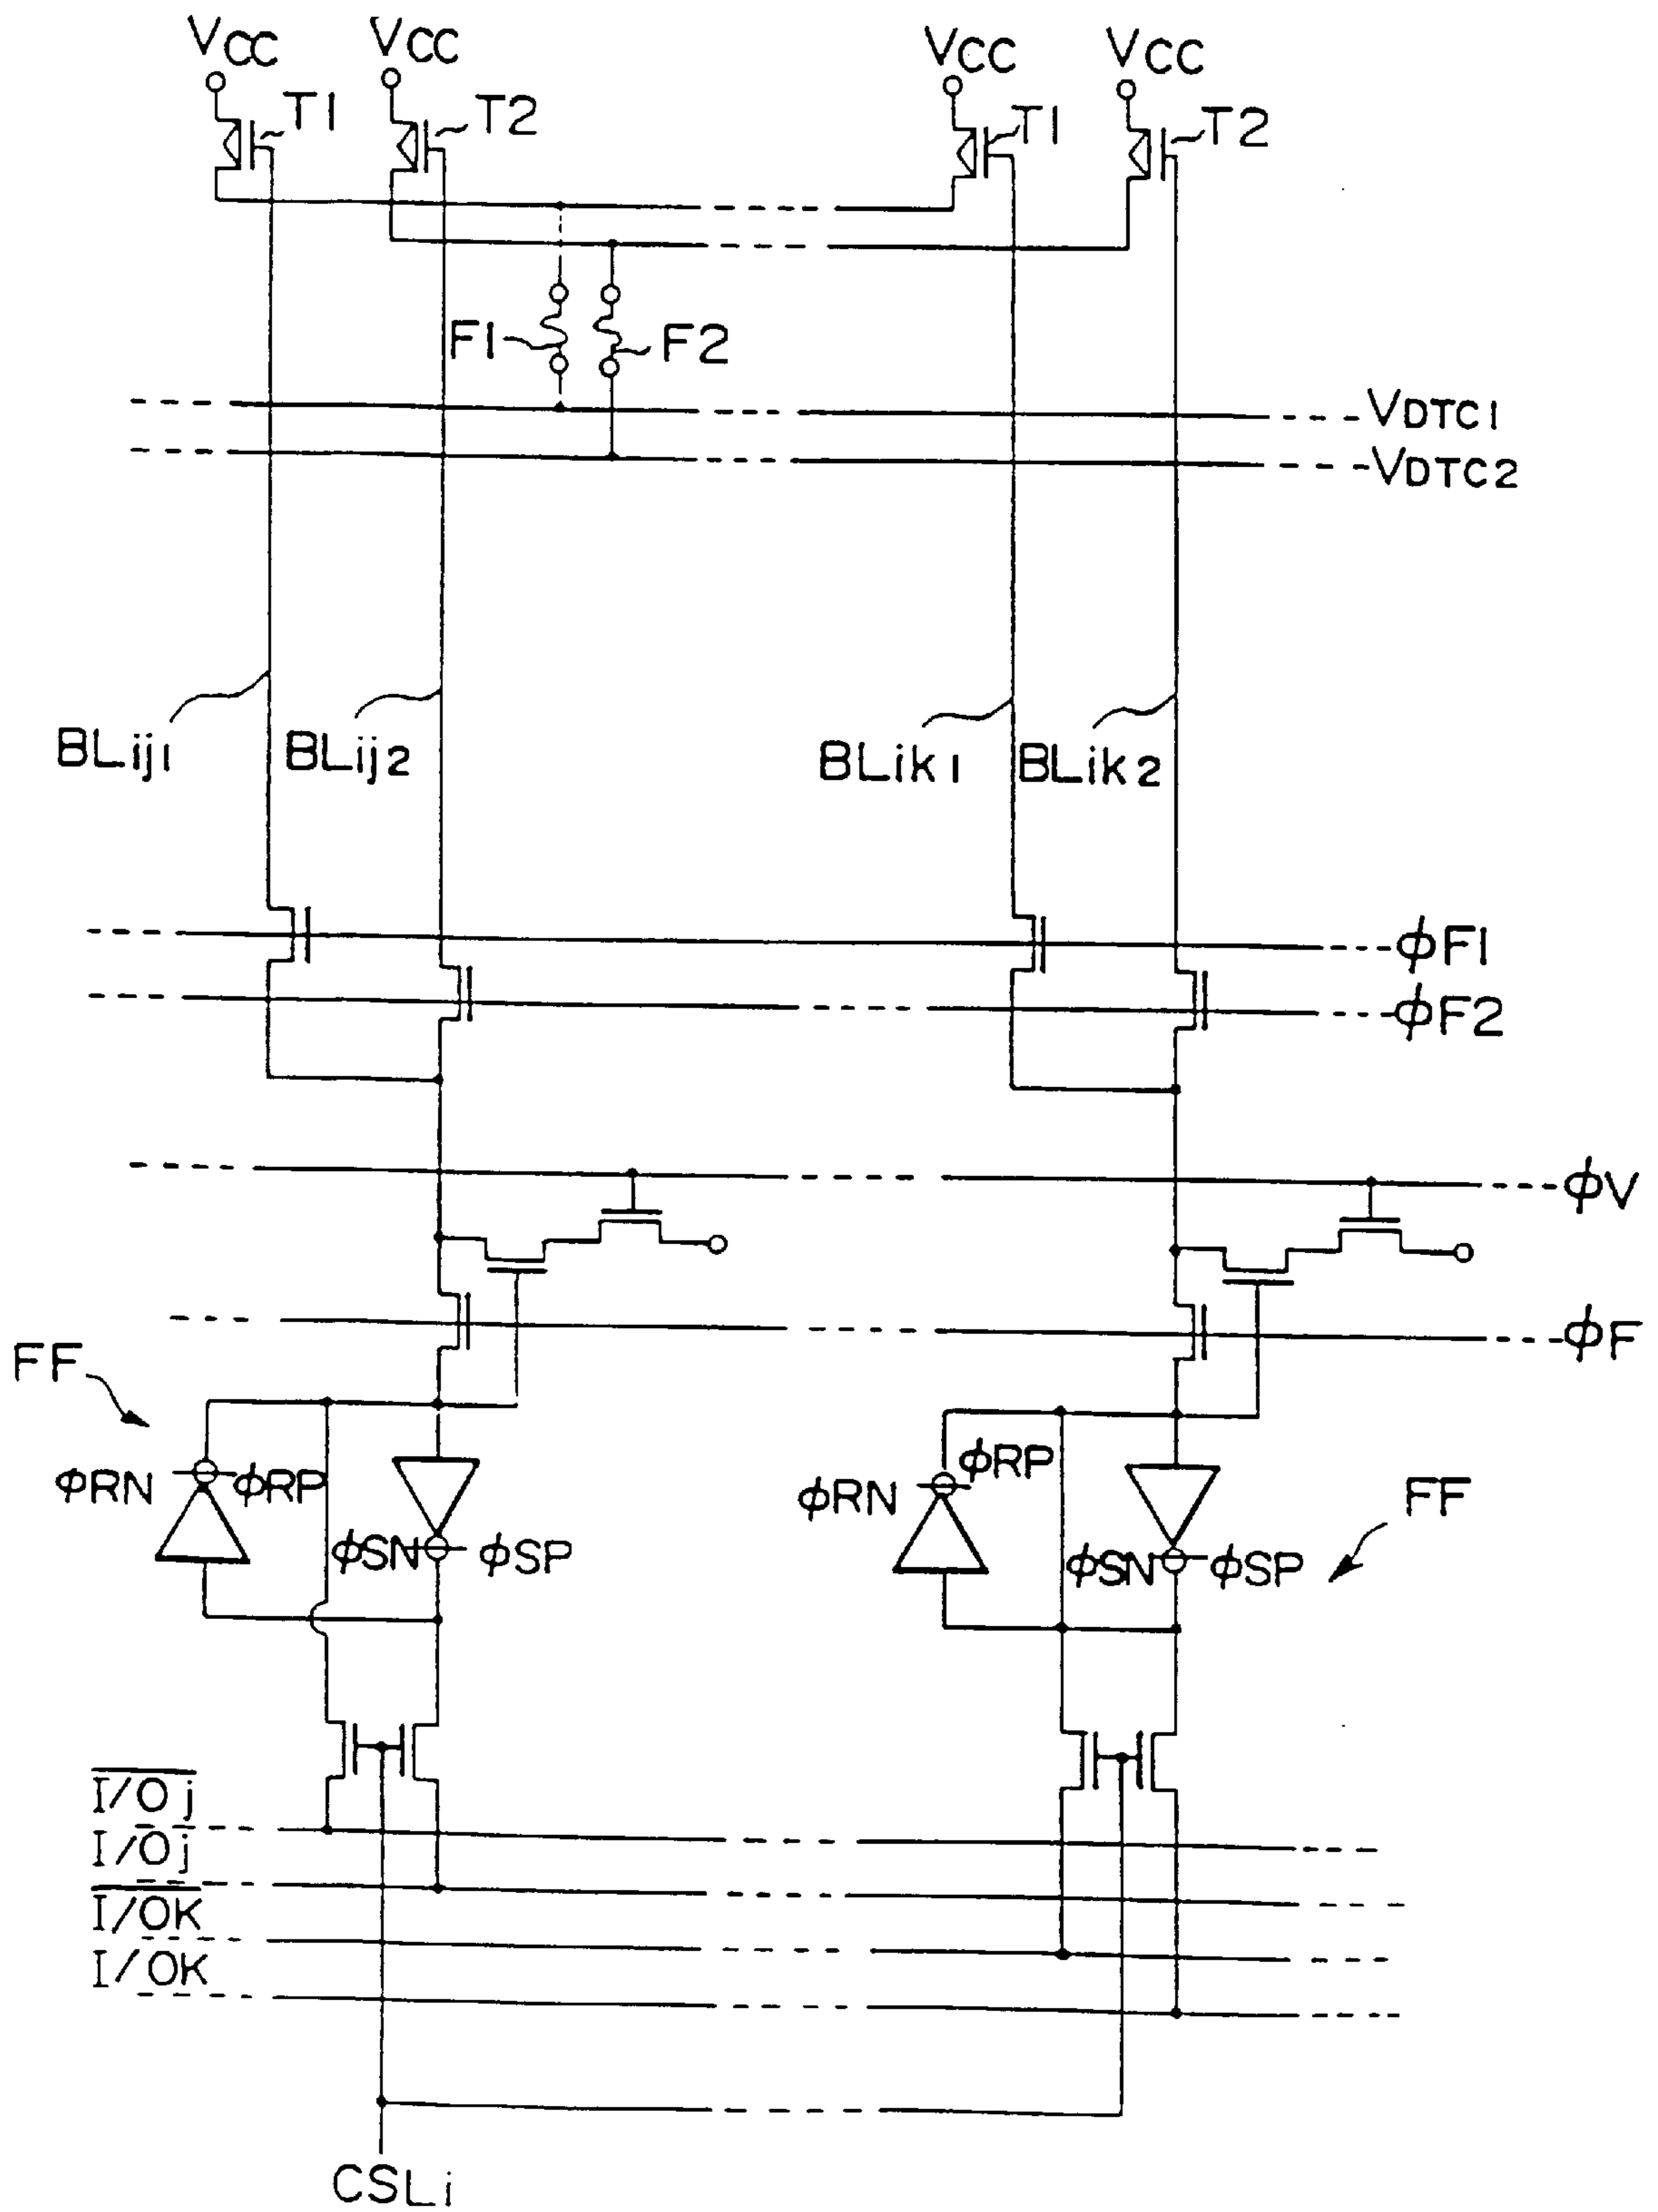 VCC VCC VCC VCC
T1 T2 T1 T2
F1 F2
VDTC1
VDTC2
BLij1 BLij2 BLik1 BLik2
ϕF1
ϕF2
ϕV
ϕF
FF
ϕRN ϕRP ϕRN ϕRP FF
ϕSN ϕSP ϕSN ϕSP
I/Oj
I/Oj
I/OK
I/OK
CSLi